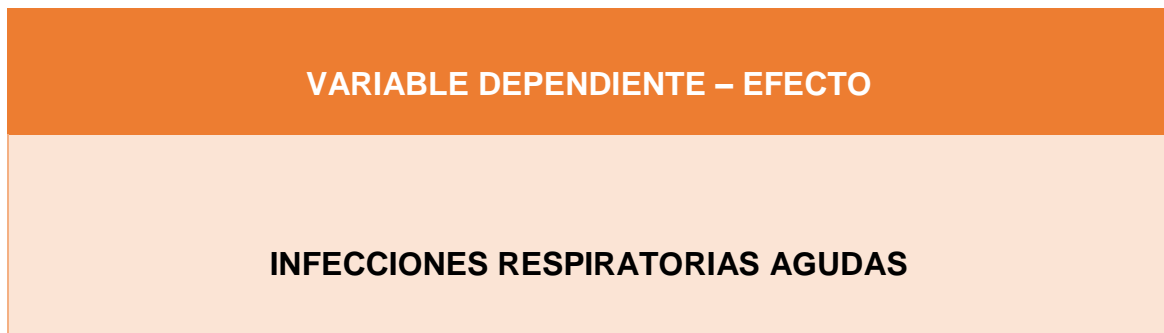 VARIABLE DEPENDIENTE – EFECTO
INFECCIONES RESPIRATORIAS AGUDAS